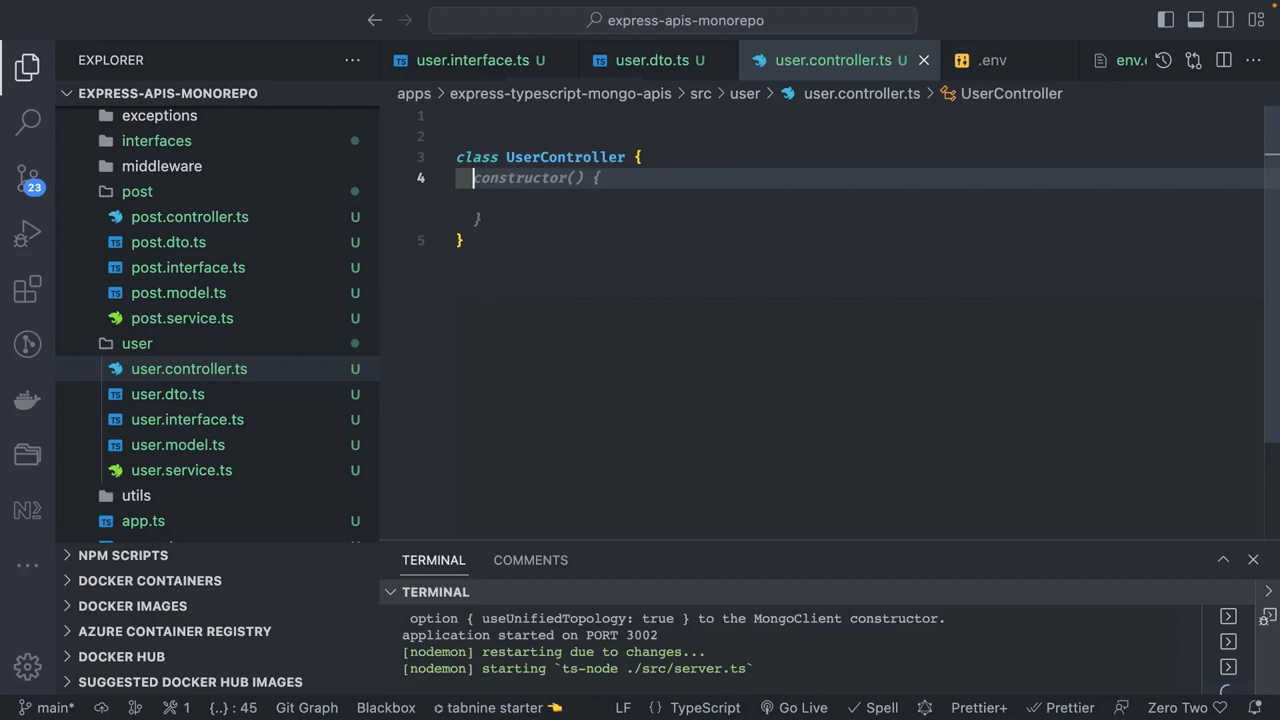 express-apis-monorepo
EXPLORER
user.interface.ts U
user.dto.ts U
user.controller.ts U
.env
env.
EXPRESS-APIS-MONOREPO
apps
express-typescript-mongo-apis
src
user
user.controller.ts
UserController
exceptions
interfaces
middleware
post
post.controller.ts U
post.dto.ts U
post.interface.ts U
post.model.ts U
post.service.ts U
user
user.controller.ts U
user.dto.ts U
user.interface.ts U
user.model.ts U
user.service.ts U
utils
app.ts U
23
NPM SCRIPTS
DOCKER CONTAINERS
DOCKER IMAGES
AZURE CONTAINER REGISTRY
DOCKER HUB
SUGGESTED DOCKER HUB IMAGES
1
2
3 class UserController {
4 constructor() {
}
5 }
TERMINAL
COMMENTS
TERMINAL
option { useUnifiedTopology: true } to the MongoClient constructor.
application started on PORT 3002
[nodemon] restarting due to changes...
[nodemon] starting `ts-node ./src/server.ts`
main*
1
{..} : 45
Git Graph
Blackbox
tabnine starter
LF
TypeScript
Go Live
Spell
Prettier+
Prettier
Zero Two